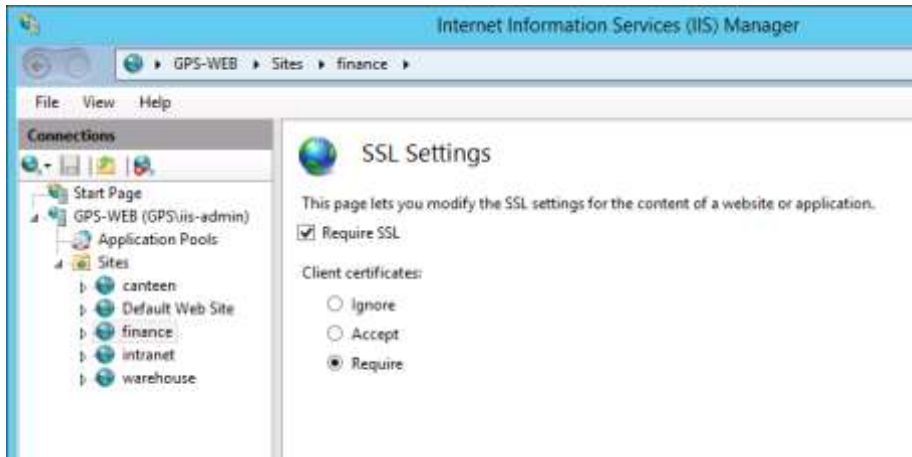 Internet Information Services (IIS) Manager
GPS-WEB Sites finance
File View Help
Connections
Start Page
GPS-WEB (GPS\iis-admin)
Application Pools
Sites
canteen
Default Web Site
finance
intranet
warehouse
SSL Settings
This page lets you modify the SSL settings for the content of a website or application.
Require SSL
Client certificates:
Ignore
Accept
Require